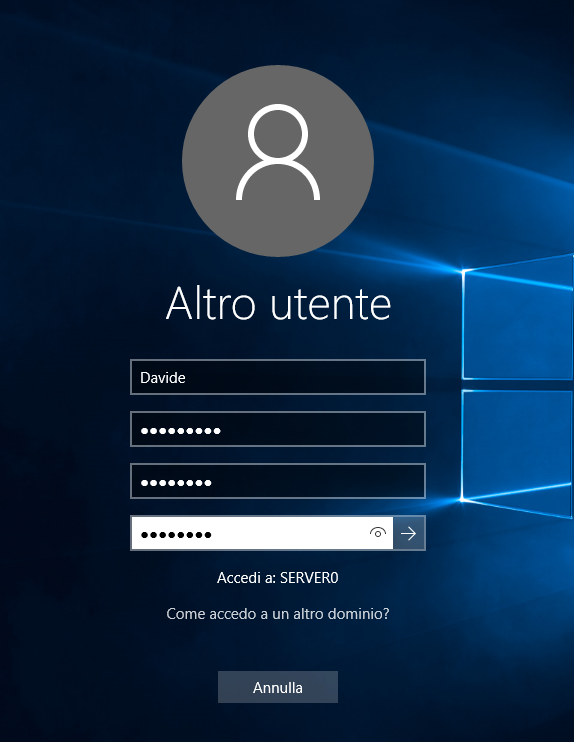 Altro utente
Davide
●●●●●●●●●
●●●●●●●●
●●●●●●●●
Accedi a: SERVER0
Come accedo a un altro dominio?
Annulla